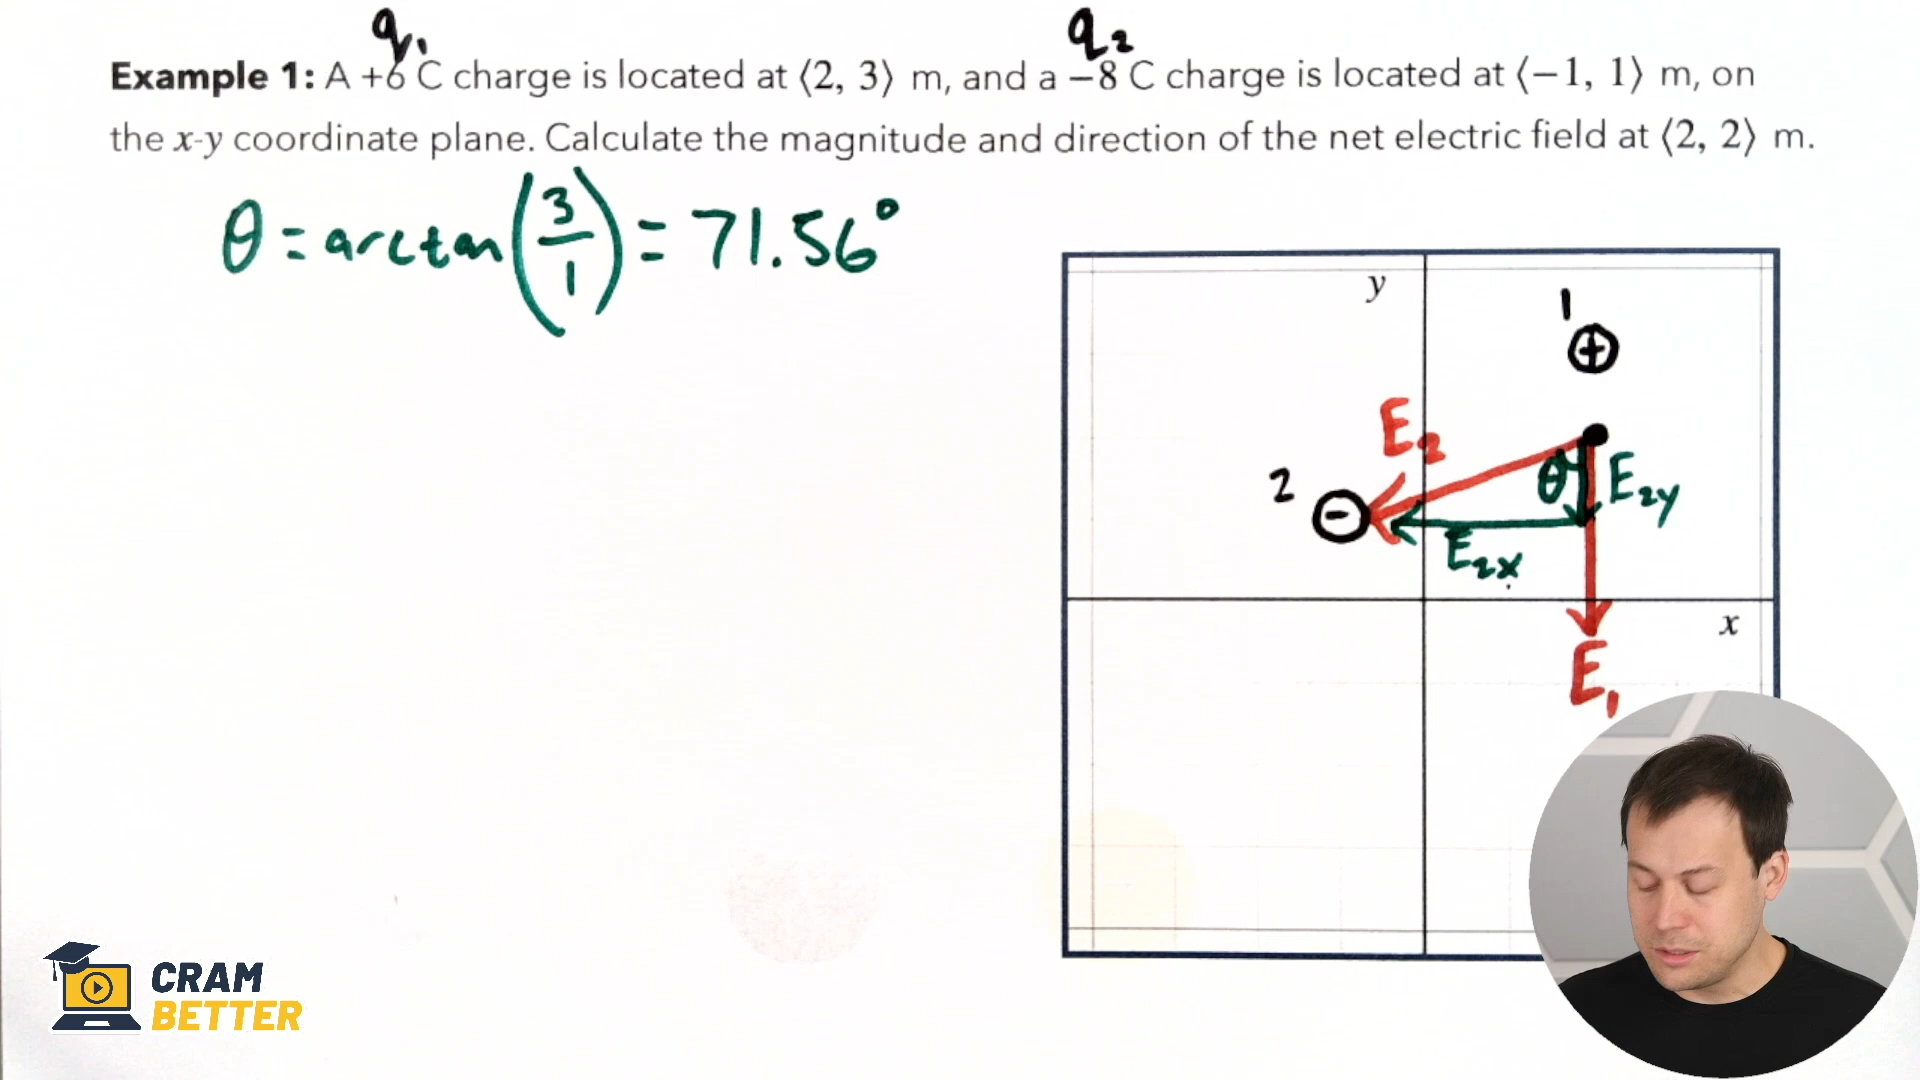 q₁ q₂
Example 1: A +6 C charge is located at ⟨2, 3⟩ m, and a −8 C charge is located at ⟨−1, 1⟩ m, on
the x-y coordinate plane. Calculate the magnitude and direction of the net electric field at ⟨2, 2⟩ m.
θ = arctan(3/1) = 71.56°
y
1
+
E₂
2
−
θ E₂y
E₂x
x
E₁
CRAM
BETTER